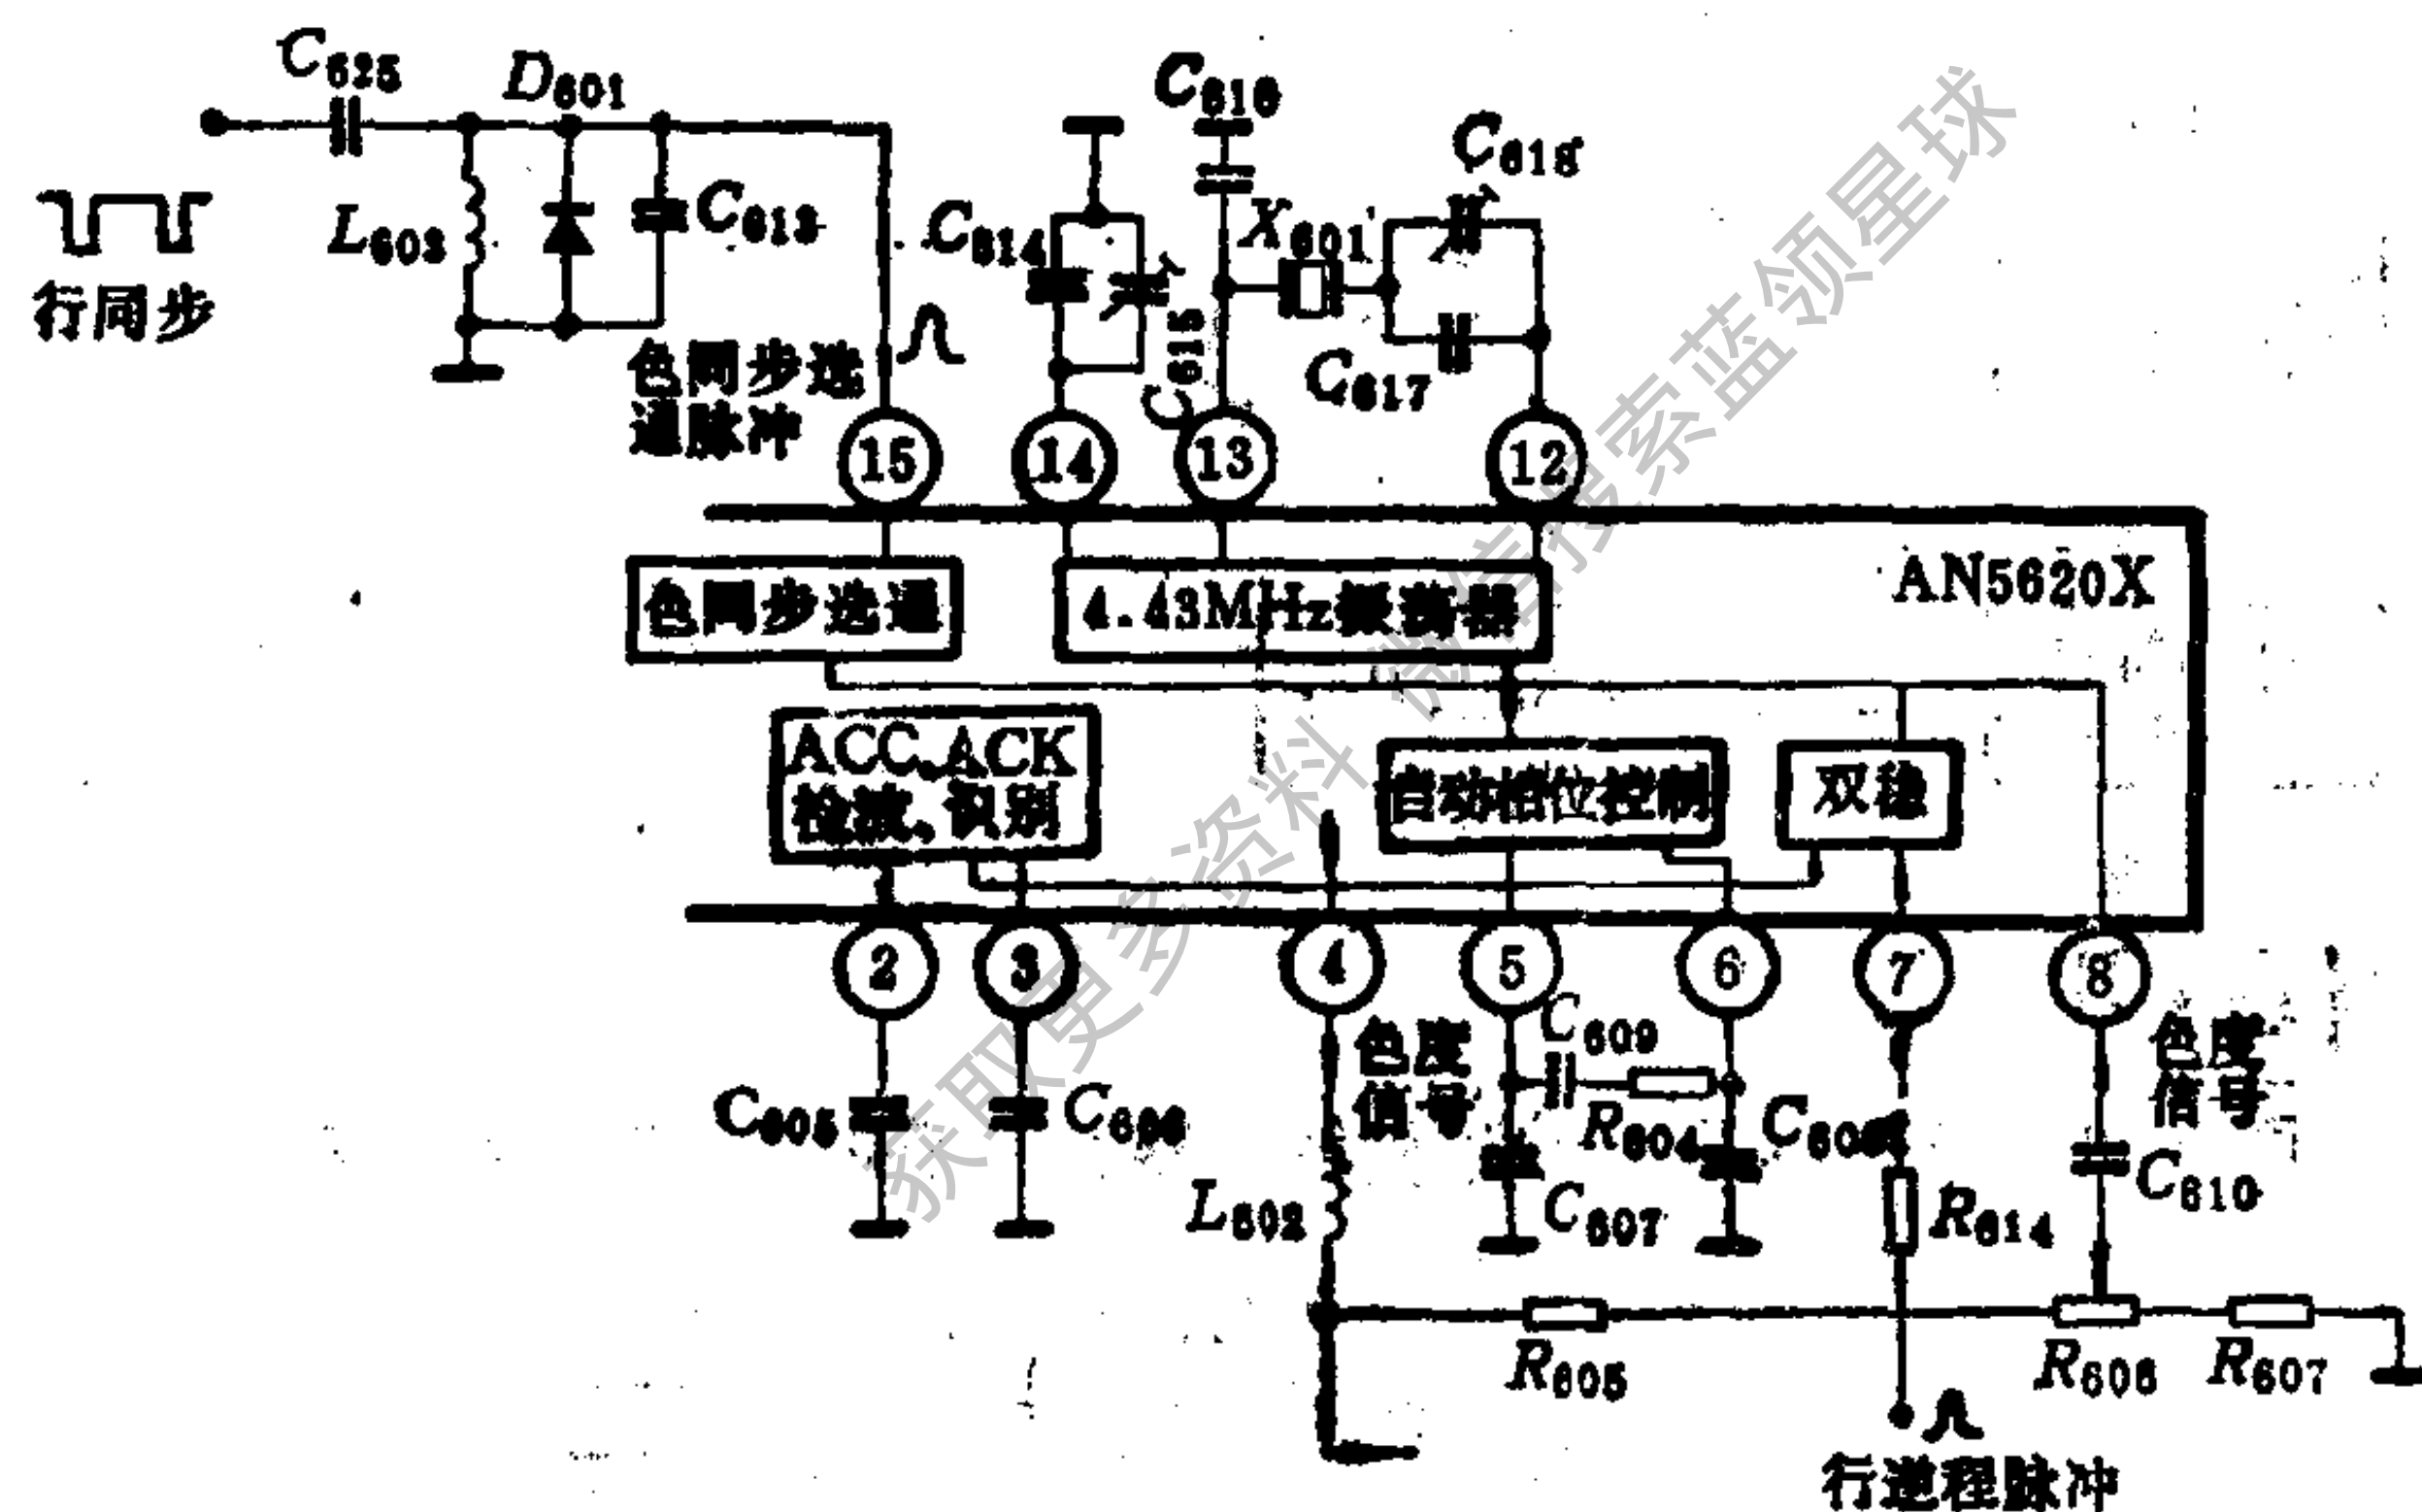 C625
D601
C616
C618
L603
C613
C614
X601
行同步
C615
C617
色同步选
通脉冲
15
14
13
12
AN5620X
色同步选通
4.43MHz振荡器
ACC、ACK
检波、识别
自动相位控制
双稳
2
3
4
5
6
7
8
色度
信号
C609
色度
信号
C605
C606
R604
C608
C610
L602
C607
R614
R605
R606
R607
行逆程脉冲
获取更多资料 微信搜索蓝领星球